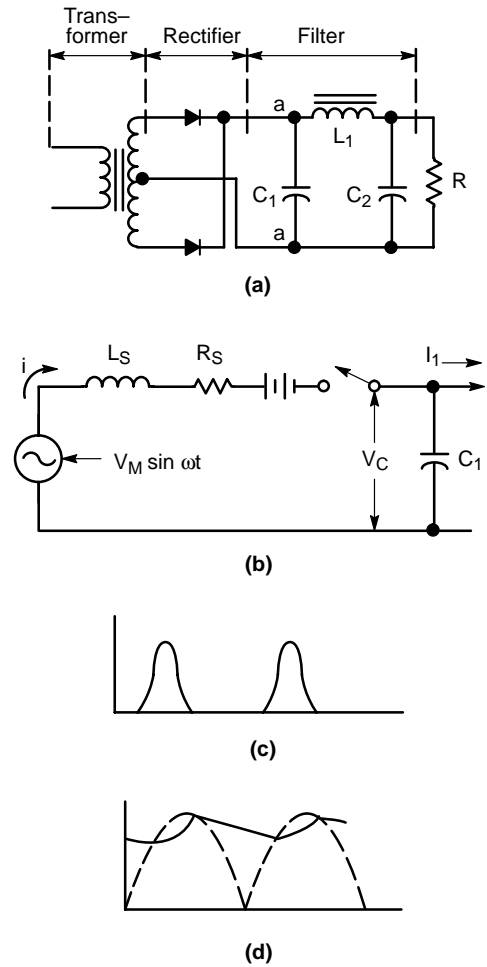 Trans–
former
Rectifier
Filter
a
L1
C1
C2
R
a
(a)
i
LS
RS
I1
VM sin ωt
VC
C1
(b)
(c)
(d)